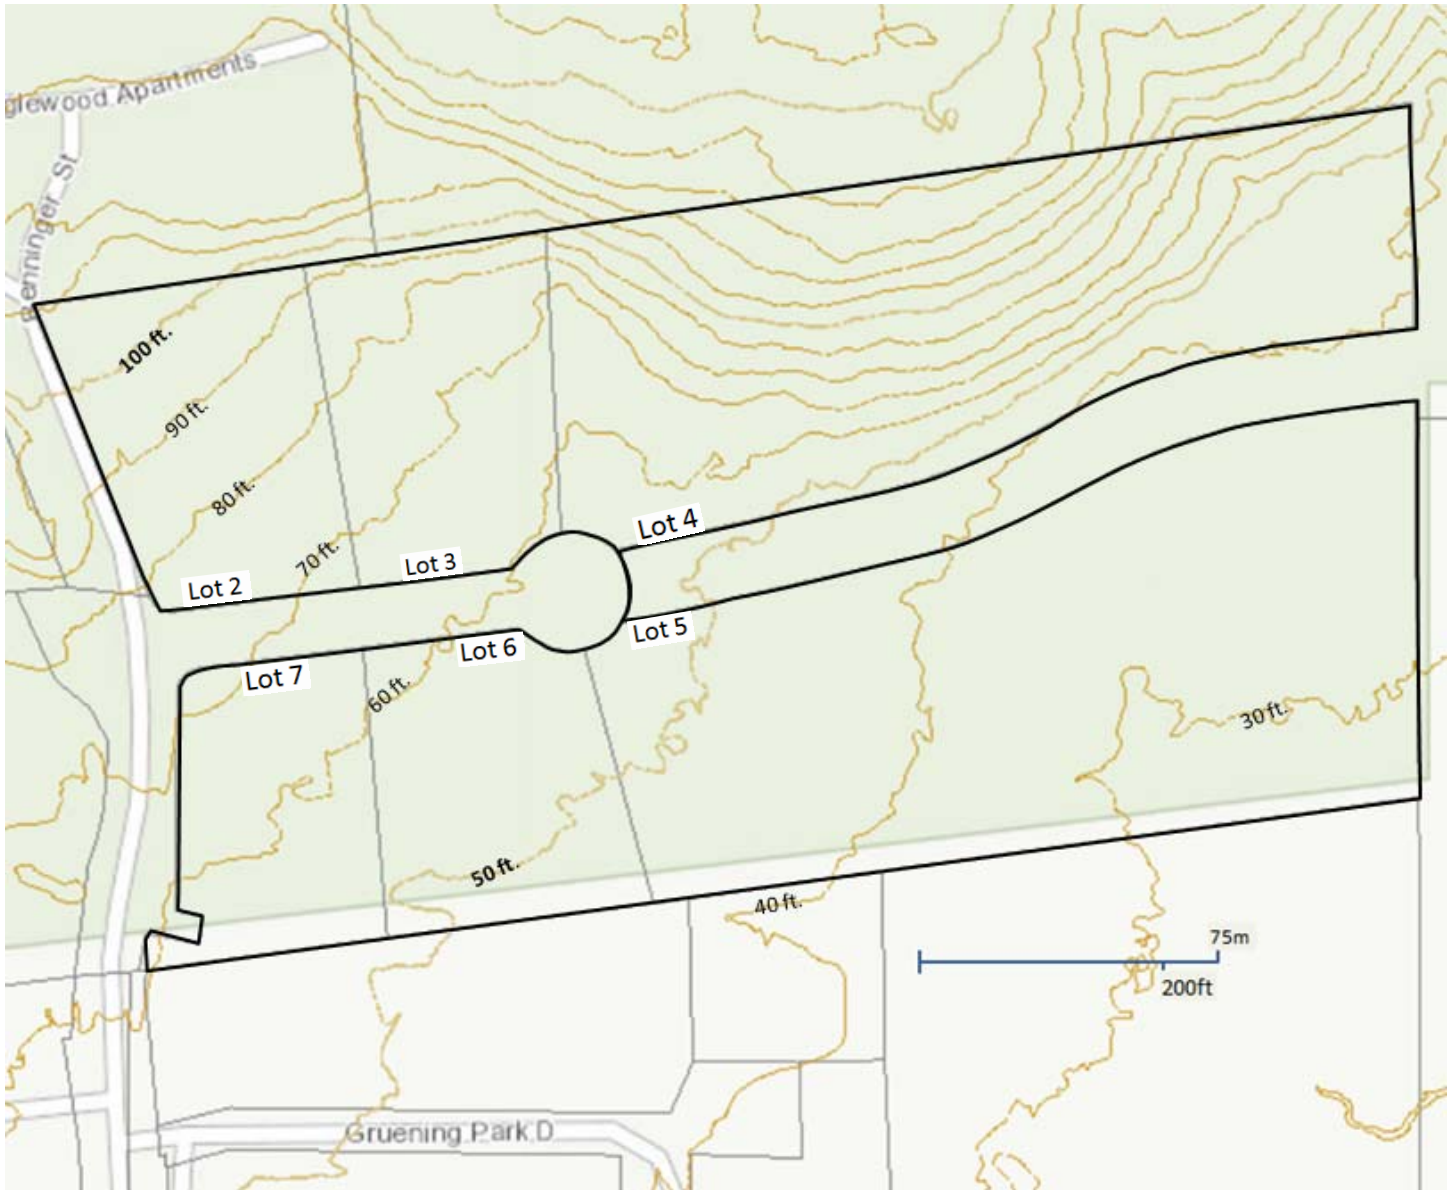 glewood Apartments
Renninger St
100 ft.
90 ft.
80 ft.
70 ft.
Lot 4
Lot 3
Lot 2
Lot 5
Lot 6
Lot 7
60 ft.
30 ft.
50 ft.
40 ft.
75m
200ft
Gruening Park D